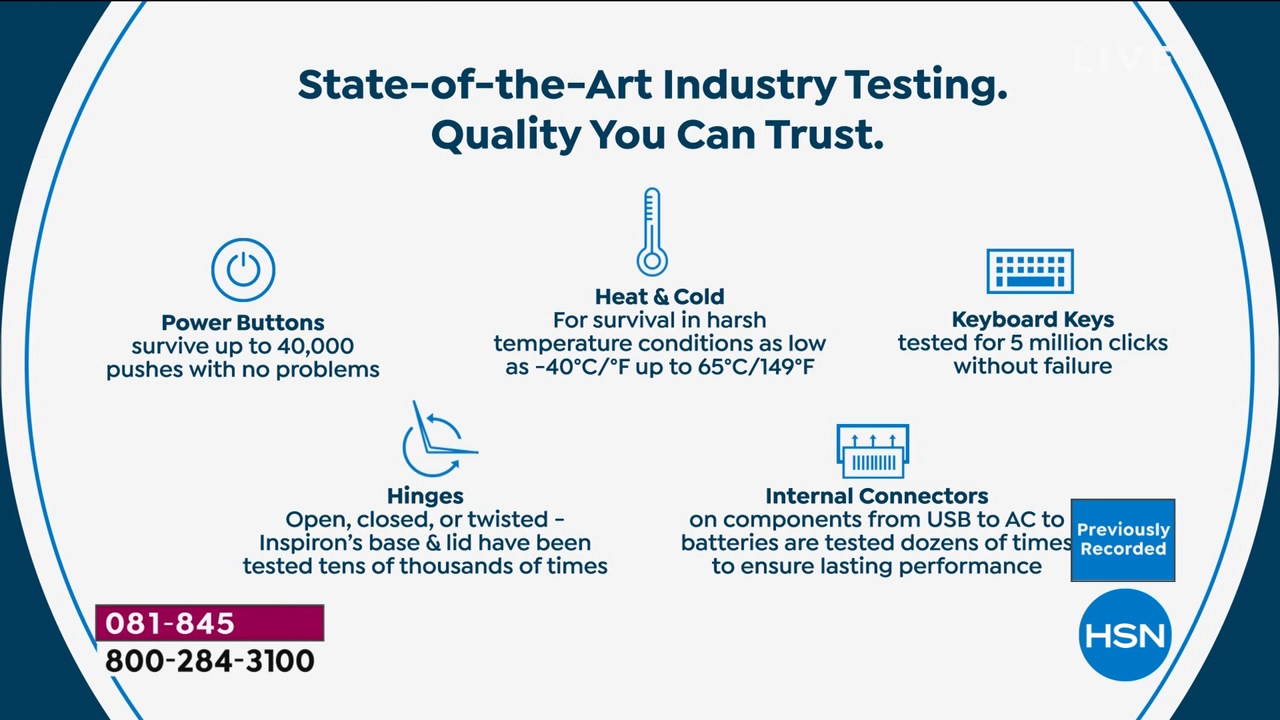 LIVE
State-of-the-Art Industry Testing.
Quality You Can Trust.
Power Buttons
survive up to 40,000
pushes with no problems
Heat & Cold
For survival in harsh
temperature conditions as low
as -40°C/°F up to 65°C/149°F
Keyboard Keys
tested for 5 million clicks
without failure
Hinges
Open, closed, or twisted -
Inspiron's base & lid have been
tested tens of thousands of times
Internal Connectors
on components from USB to AC to
batteries are tested dozens of times
to ensure lasting performance
Previously
Recorded
081-845
800-284-3100
HSN